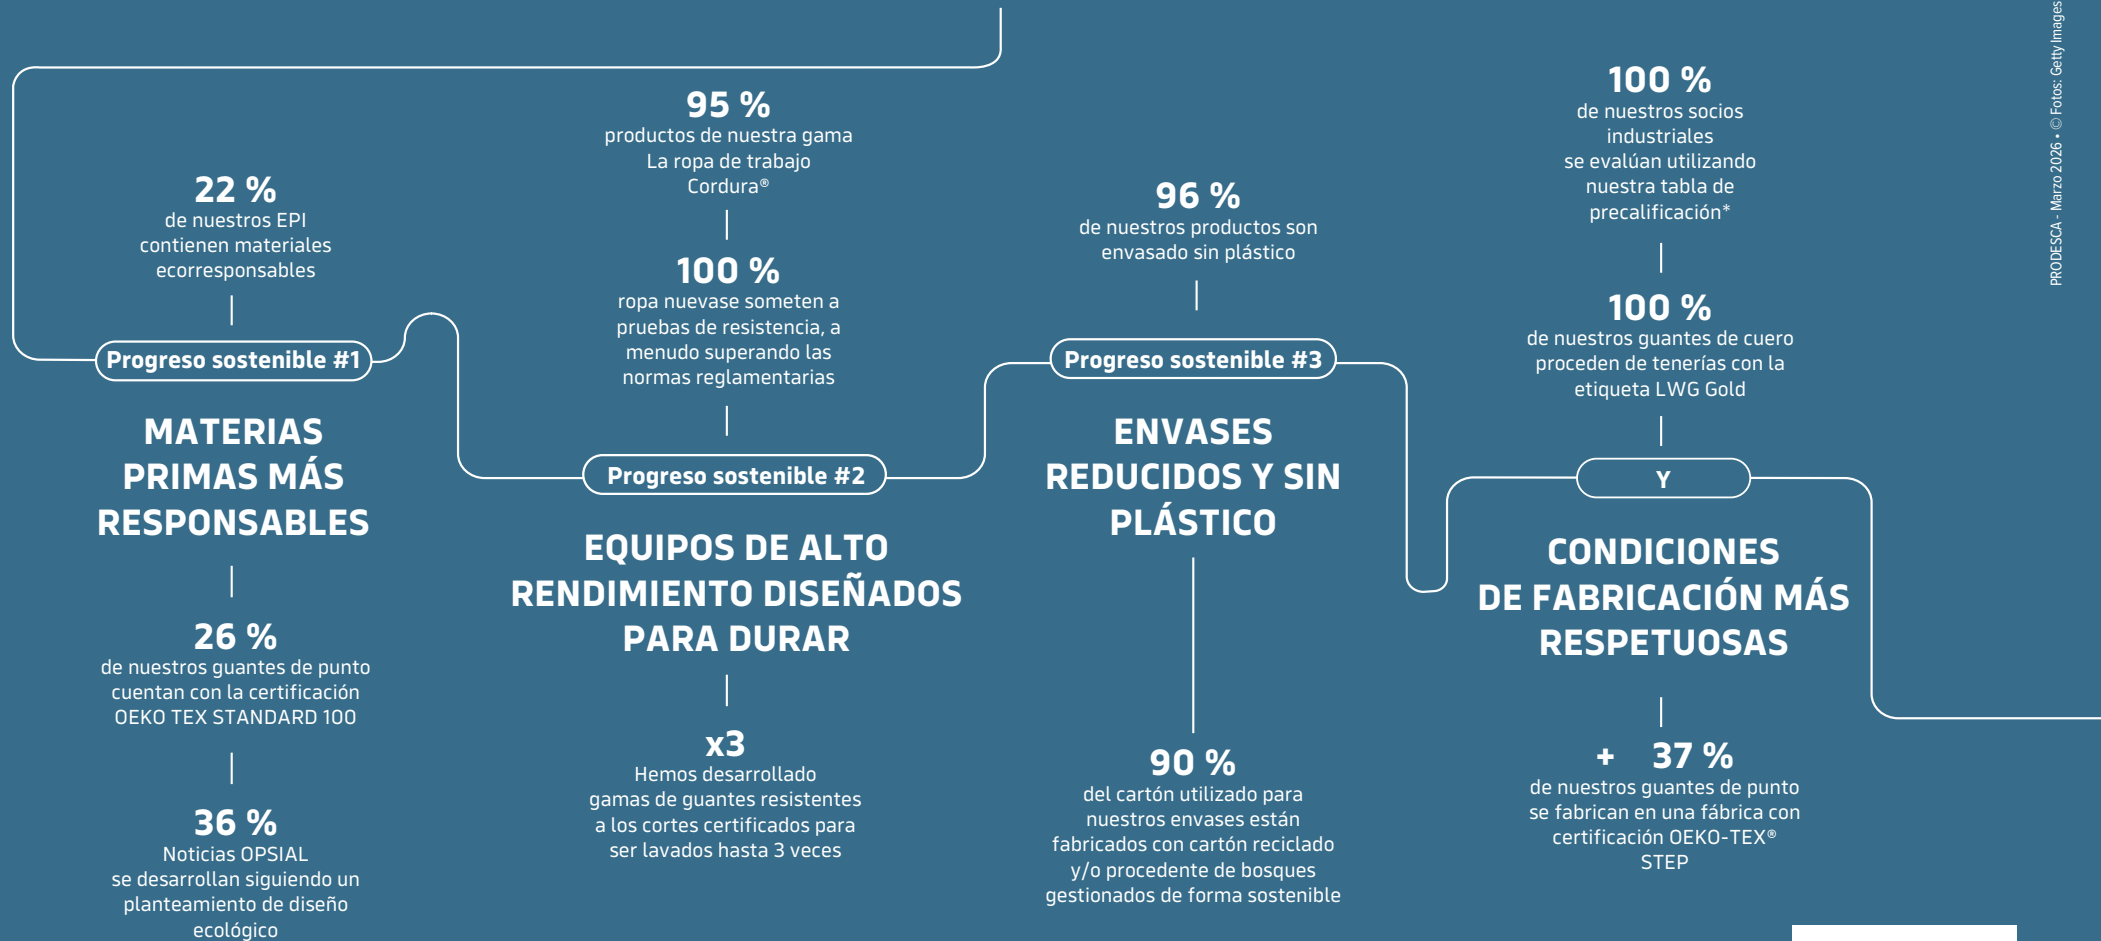 22 %
de nuestros EPI
contienen materiales
ecorresponsables
Progreso sostenible #1
MATERIAS
PRIMAS MÁS
RESPONSABLES
26 %
de nuestros guantes de punto
cuentan con la certificación
OEKO TEX STANDARD 100
36 %
Noticias OPSIAL
se desarrollan siguiendo un
planteamiento de diseño
ecológico
95 %
productos de nuestra gama
La ropa de trabajo
Cordura®
100 %
ropa nuevase someten a
pruebas de resistencia, a
menudo superando las
normas reglamentarias
Progreso sostenible #2
EQUIPOS DE ALTO
RENDIMIENTO DISEÑADOS
PARA DURAR
x3
Hemos desarrollado
gamas de guantes resistentes
a los cortes certificados para
ser lavados hasta 3 veces
96 %
de nuestros productos son
envasado sin plástico
Progreso sostenible #3
ENVASES
REDUCIDOS Y SIN
PLÁSTICO
90 %
del cartón utilizado para
nuestros envases están
fabricados con cartón reciclado
y/o procedente de bosques
gestionados de forma sostenible
100 %
de nuestros socios
industriales
se evalúan utilizando
nuestra tabla de
precalificación*
100 %
de nuestros guantes de cuero
proceden de tenerías con la
etiqueta LWG Gold
Y
CONDICIONES
DE FABRICACIÓN MÁS
RESPETUOSAS
+ 37 %
de nuestros guantes de punto
se fabrican en una fábrica con
certificación OEKO-TEX®
STEP
PRODESCA - Marzo 2026 • © Fotos: Getty Images